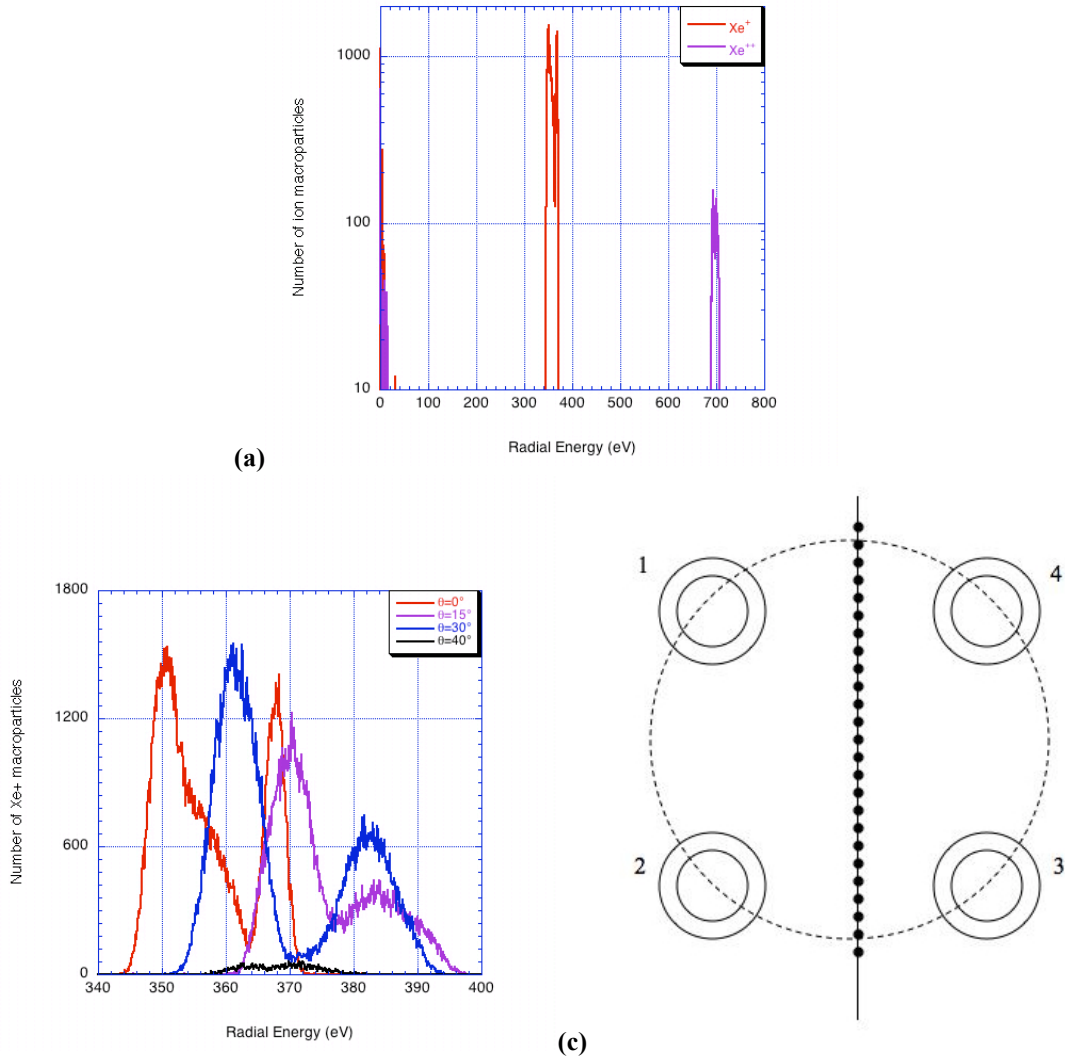 Xe+
Xe++
Number of ion macroparticles
1000
100
10
0 100 200 300 400 500 600 700 800
Radial Energy (eV)
(a)
θ=0°
θ=15°
θ=30°
θ=40°
Number of Xe+ macroparticles
1800
1200
600
0
340 350 360 370 380 390 400
Radial Energy (eV)
1
4
2
3
(c)